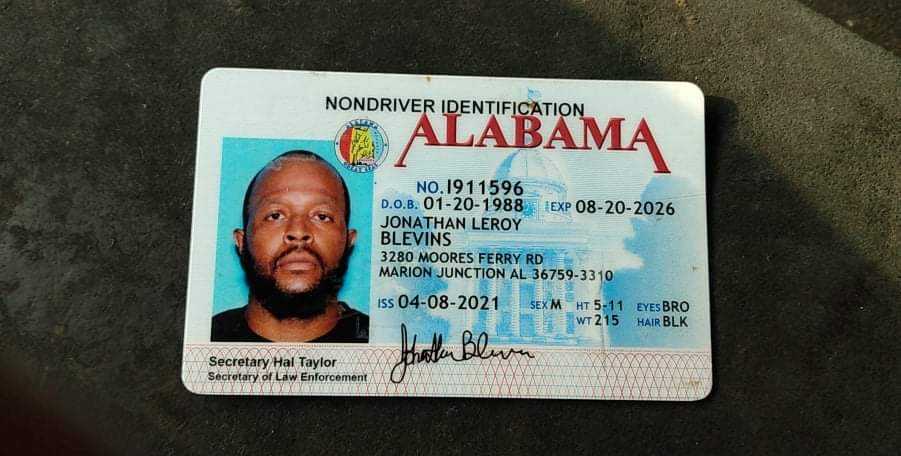 NONDRIVER IDENTIFICATION
ALABAMA
NO. I911596
D.O.B. 01-20-1988 EXP 08-20-2026
JONATHAN LEROY
BLEVINS
3280 MOORES FERRY RD
MARION JUNCTION AL 36759-3310
ISS 04-08-2021 SEX M HT 5-11 EYES BRO
WT 215 HAIR BLK
Secretary Hal Taylor
Secretary of Law Enforcement